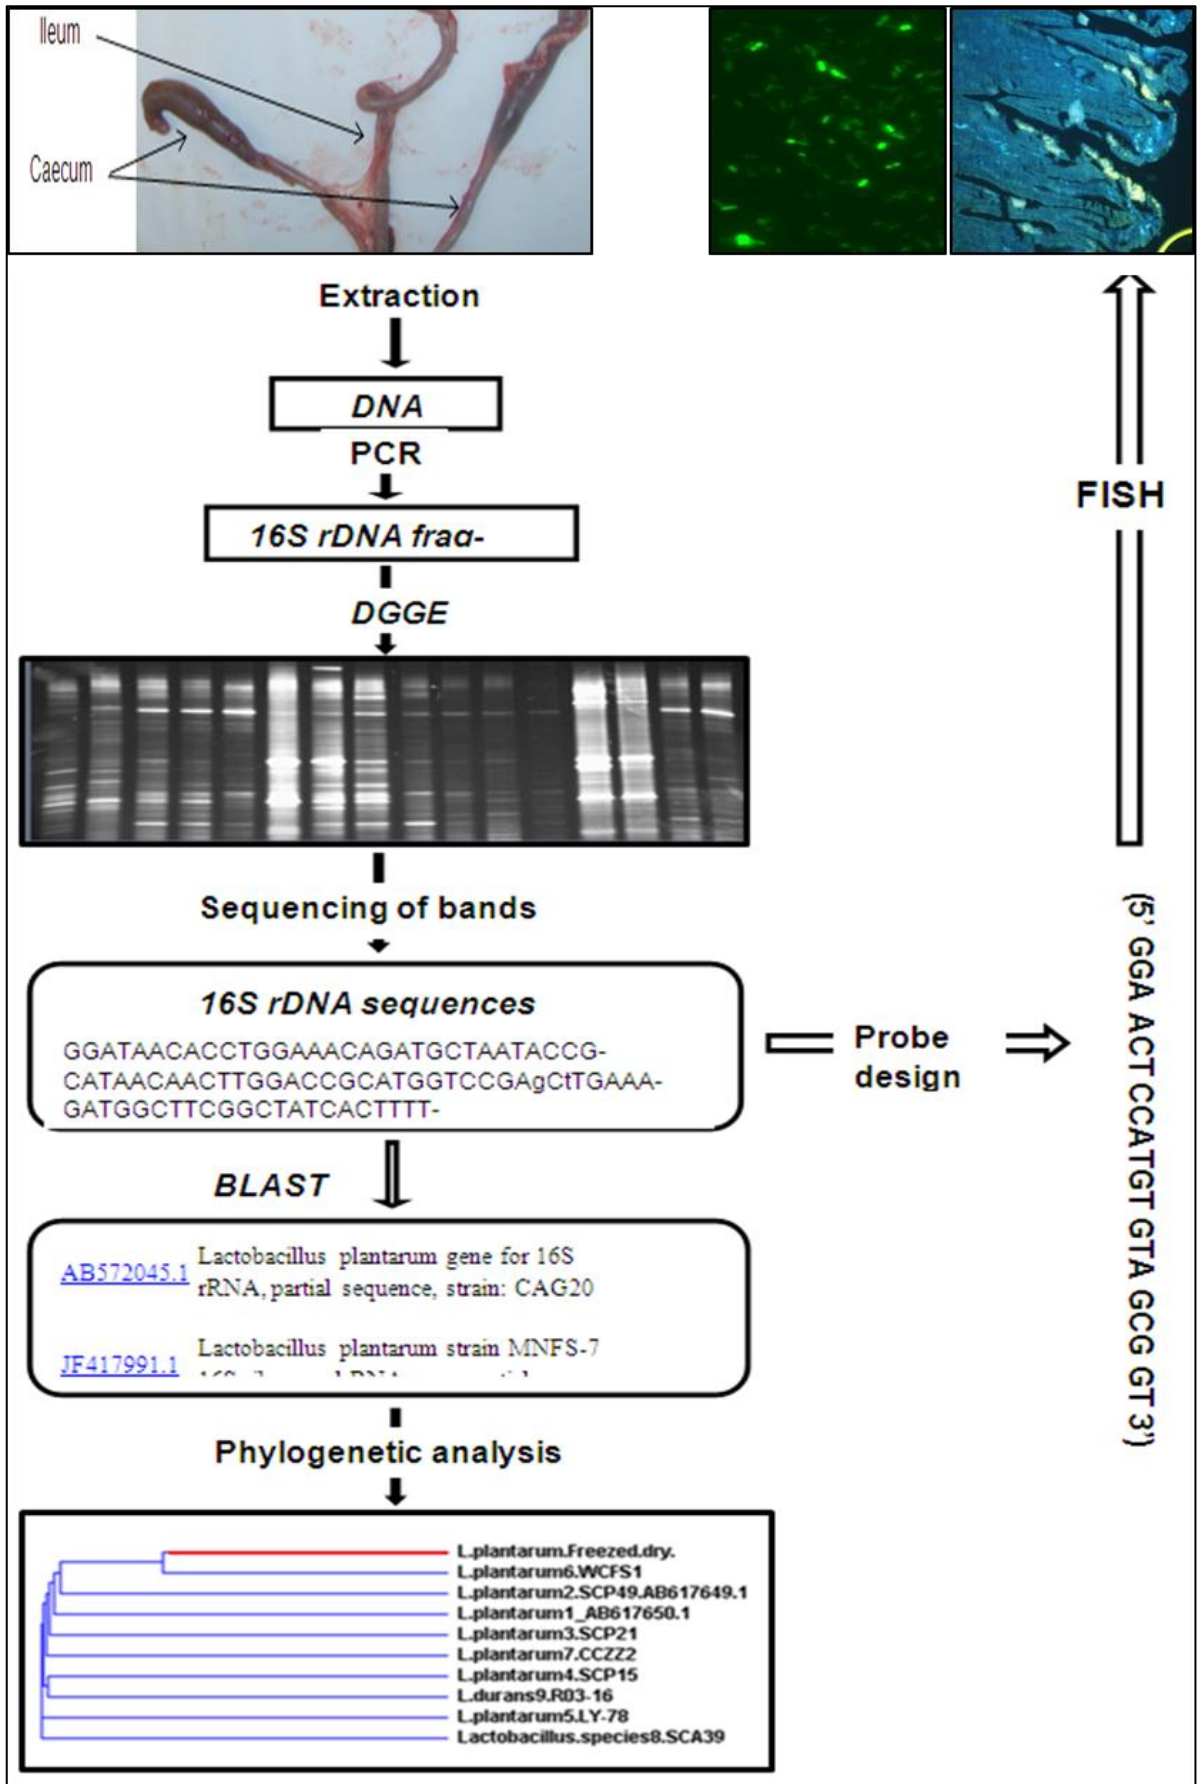 Ileum
Caecum
Extraction
DNA
PCR
16S rDNA frag-
DGGE
FISH
Sequencing of bands
16S rDNA sequences
GGATAACACCTGGAAACAGATGCTAATACCG-
CATAACAACTTGGACCGCATGGTCCGAgCtTGAAA-
GATGGCTTCGGCTATCACTTTT-
Probe
design
(5' GGA ACT CCATGT GTA GCG GT 3')
BLAST
AB572045.1 Lactobacillus plantarum gene for 16S
rRNA, partial sequence, strain: CAG20
JF417991.1 Lactobacillus plantarum strain MNFS-7
Phylogenetic analysis
L.plantarum.Freezed.dry.
L.plantarum6.WCFS1
L.plantarum2.SCP49.AB617649.1
L.plantarum1_AB617650.1
L.plantarum3.SCP21
L.plantarum7.CCZZ2
L.plantarum4.SCP15
L.durans9.R03-16
L.plantarum5.LY-78
Lactobacillus.species8.SCA39